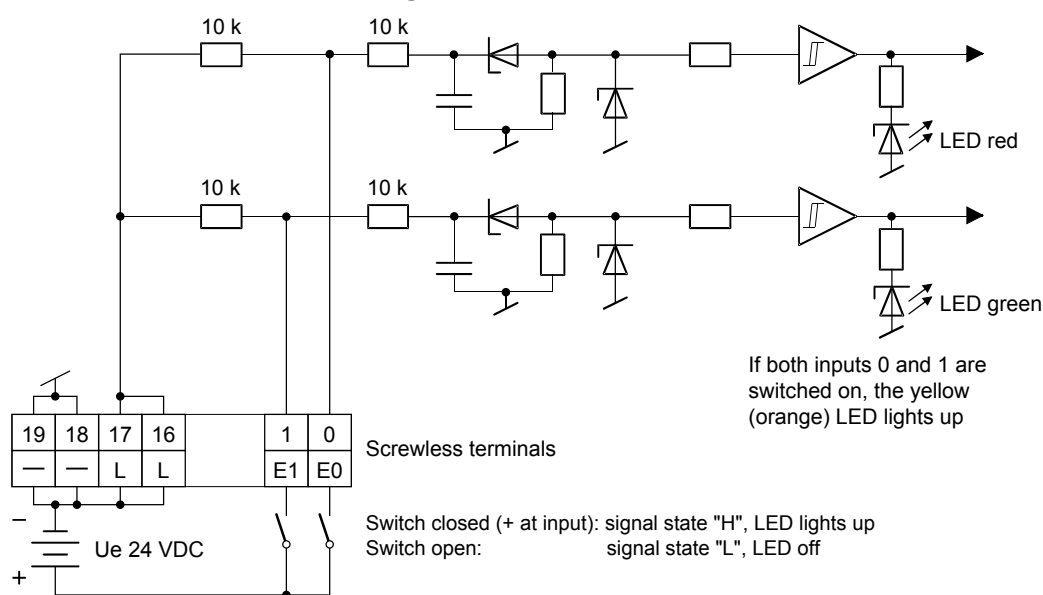 10 k
10 k
LED red
10 k
10 k
LED green
If both inputs 0 and 1 are
switched on, the yellow
(orange) LED lights up
19 18 17 16 1 0
— — L L E1 E0
Screwless terminals
Switch closed (+ at input): signal state "H", LED lights up
Switch open: signal state "L", LED off
−
Ue 24 VDC
+